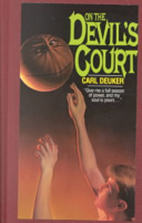 ON THE
DEVIL'S
COURT
CARL DEUKER
"Give me a full season
of power, and my
soul is yours..."